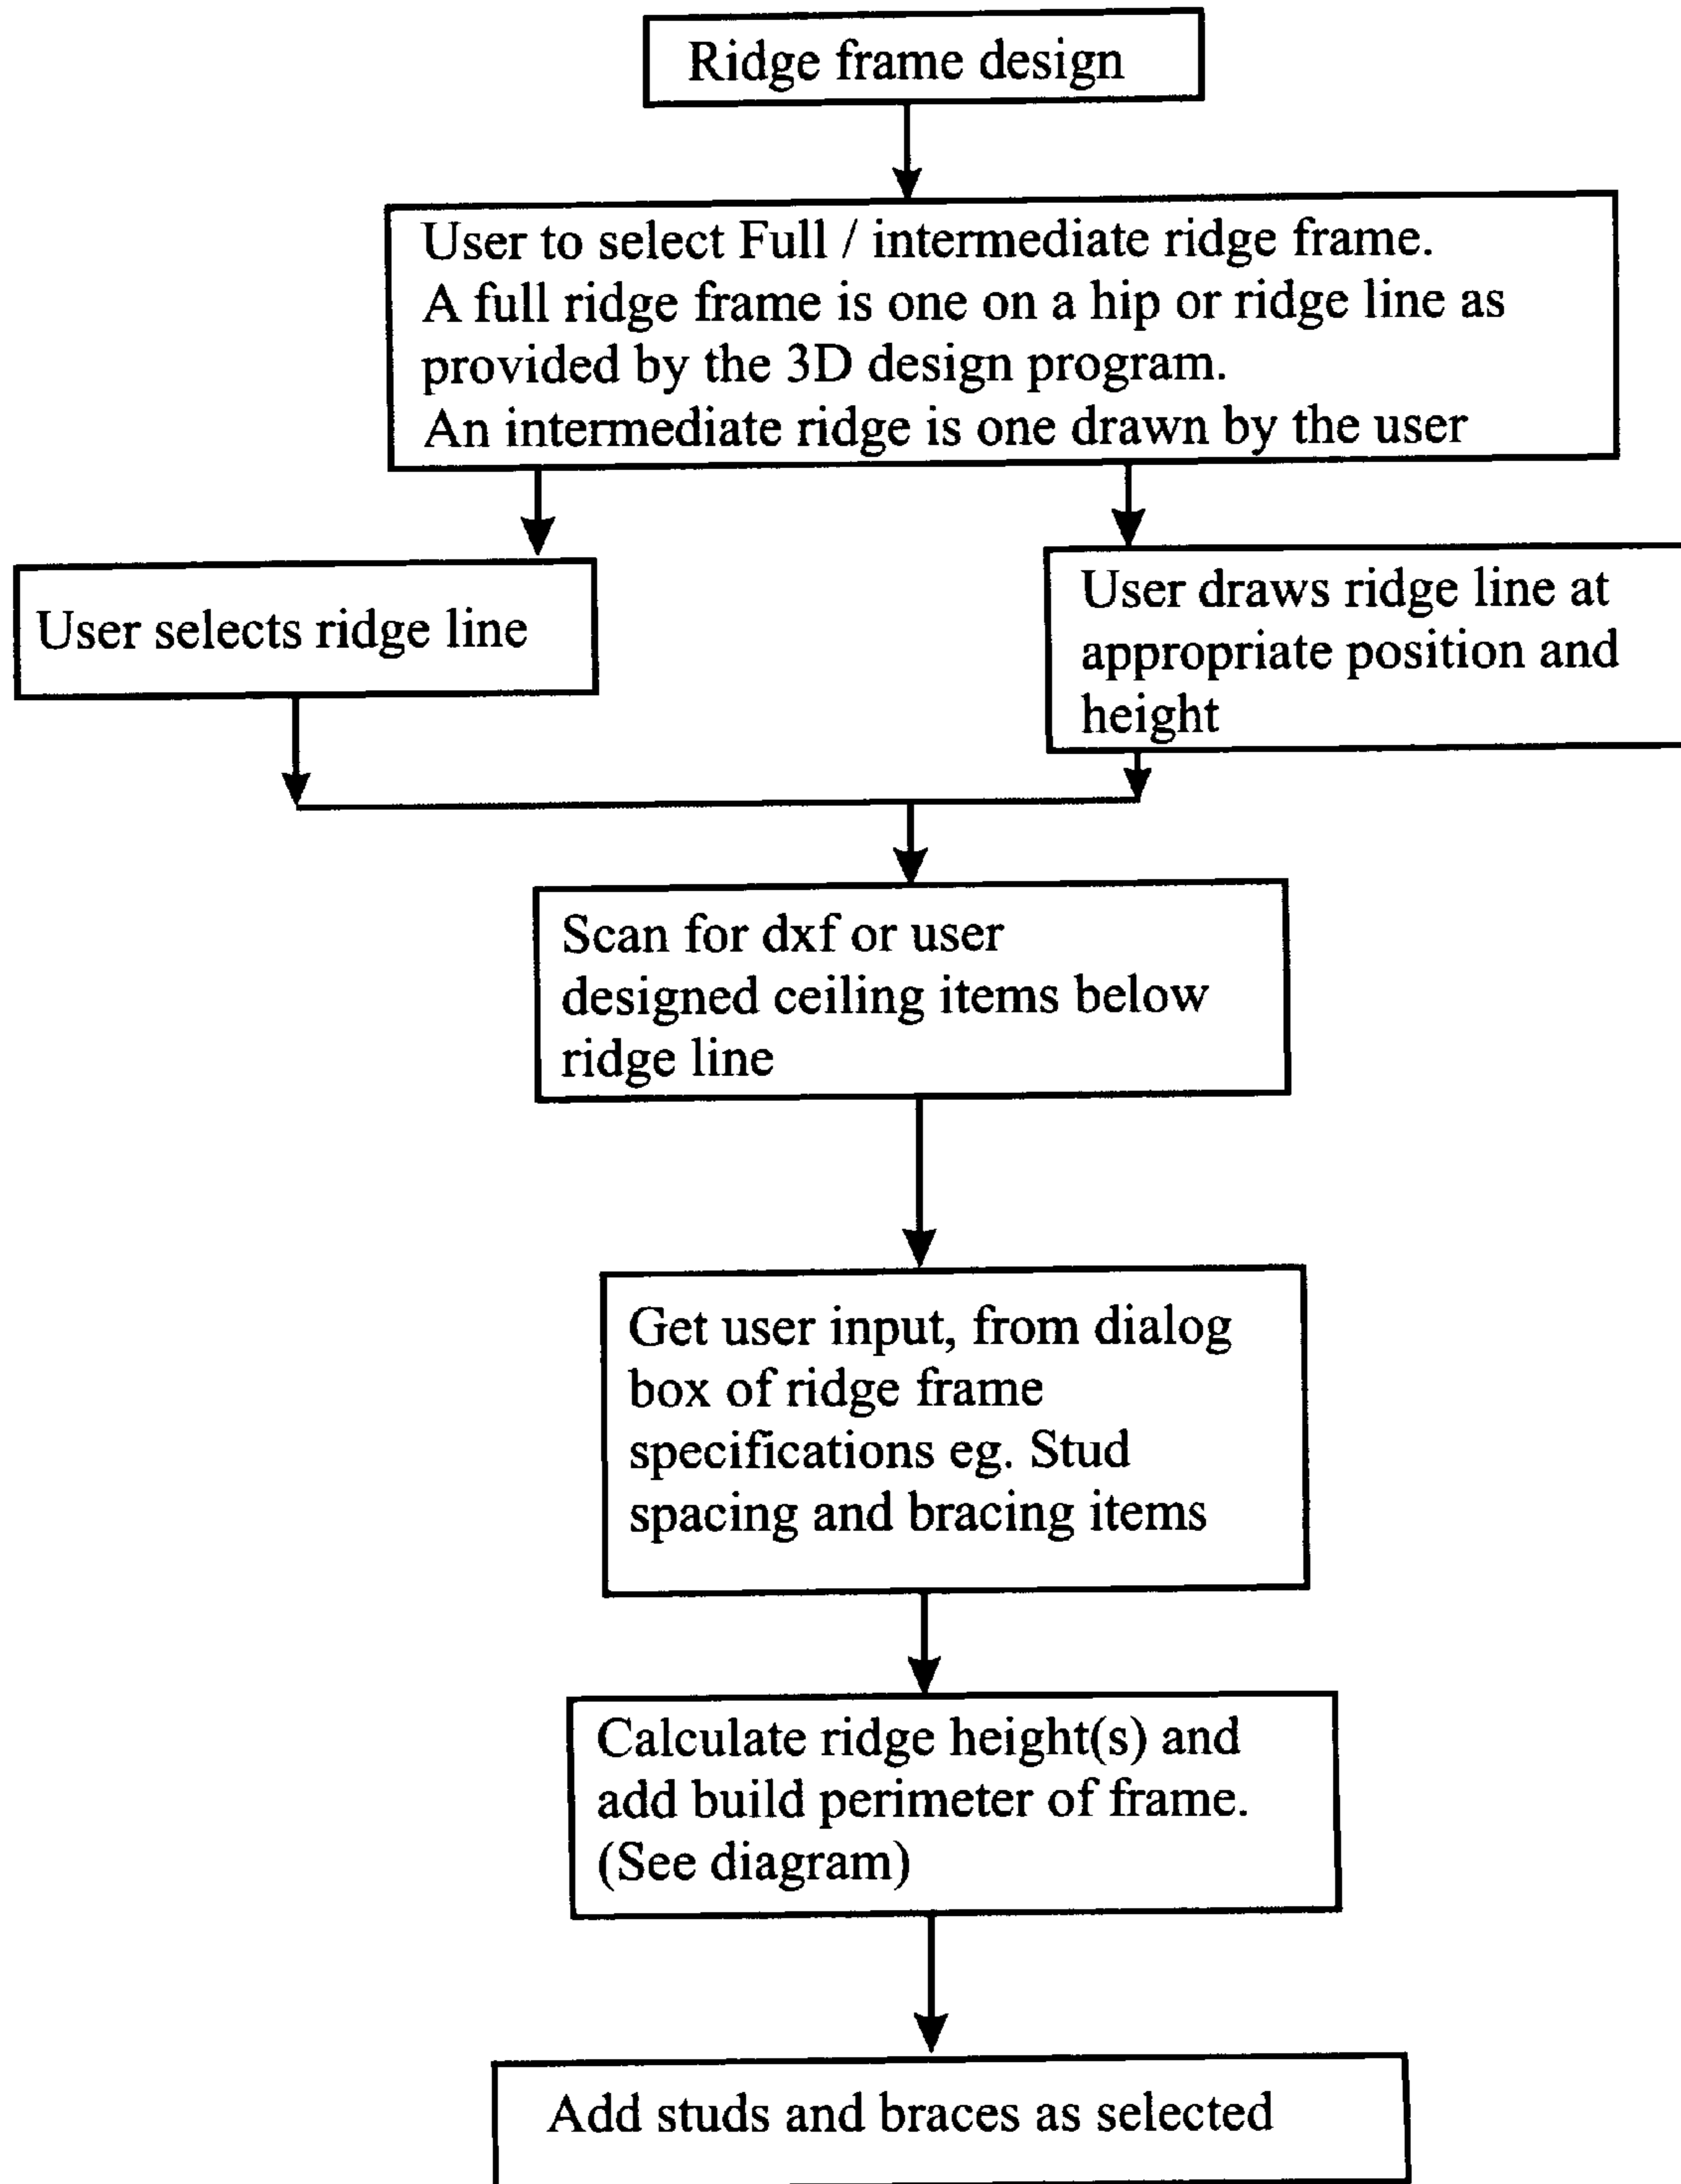 Ridge frame design
User to select Full / intermediate ridge frame.
A full ridge frame is one on a hip or ridge line as
provided by the 3D design program.
An intermediate ridge is one drawn by the user
User selects ridge line
User draws ridge line at
appropriate position and
height
Scan for dxf or user
designed ceiling items below
ridge line
Get user input, from dialog
box of ridge frame
specifications eg. Stud
spacing and bracing items
Calculate ridge height(s) and
add build perimeter of frame.
(See diagram)
Add studs and braces as selected